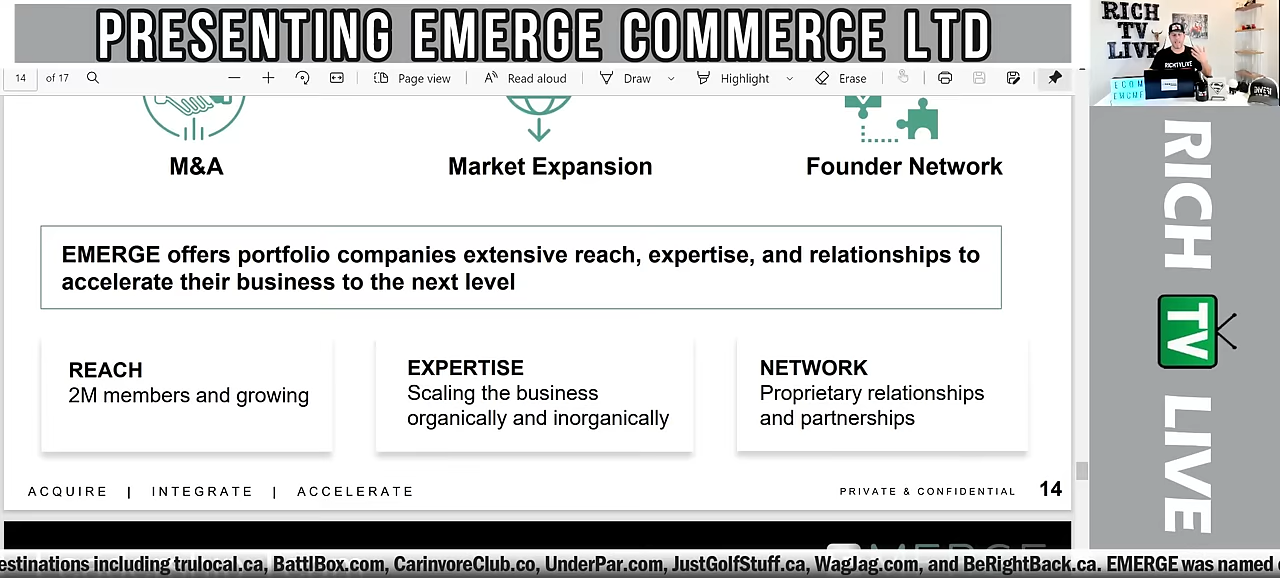 PRESENTING EMERGE COMMERCE LTD
RICH
TV
LIVE
RICHTVLIVE
14 of 17
Page view
Read aloud
Draw
Highlight
Erase
M&A
Market Expansion
Founder Network
EMERGE offers portfolio companies extensive reach, expertise, and relationships to
accelerate their business to the next level
REACH
2M members and growing
EXPERTISE
Scaling the business
organically and inorganically
NETWORK
Proprietary relationships
and partnerships
ACQUIRE | INTEGRATE | ACCELERATE
PRIVATE & CONFIDENTIAL 14
RICH TV LIVE
estinations including trulocal.ca, BattlBox.com, CarinvoreClub.co, UnderPar.com, JustGolfStuff.ca, WagJag.com, and BeRightBack.ca. EMERGE was named